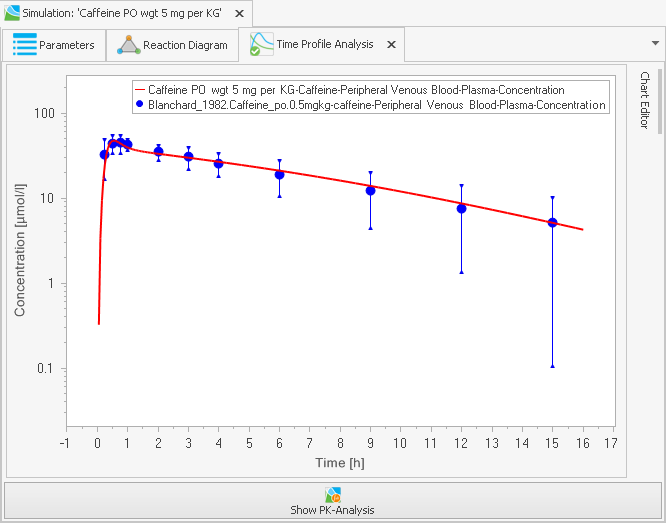 Simulation: 'Caffeine PO wgt 5 mg per KG'
Parameters
Reaction Diagram
Time Profile Analysis
Caffeine PO wgt 5 mg per KG-Caffeine-Peripheral Venous Blood-Plasma-Concentration
Blanchard_1982.Caffeine_po.0.5mgkg-caffeine-Peripheral Venous Blood-Plasma-Concentration
Chart Editor
Concentration [µmol/l]
100
10
1
0.1
-1 0 1 2 3 4 5 6 7 8 9 10 11 12 13 14 15 16 17
Time [h]
Show PK-Analysis